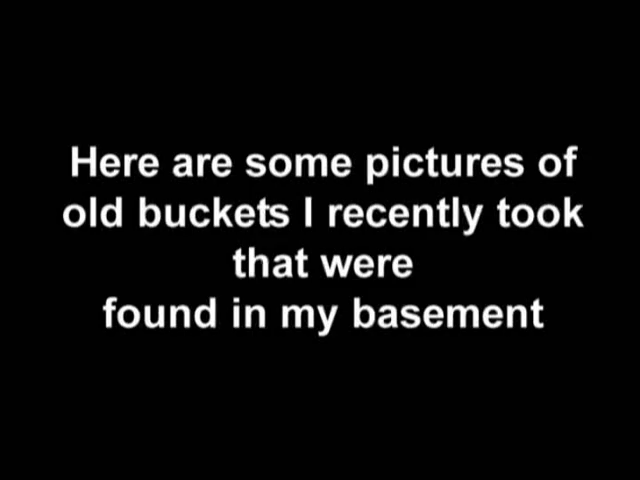 Here are some pictures of
old buckets I recently took
that were
found in my basement